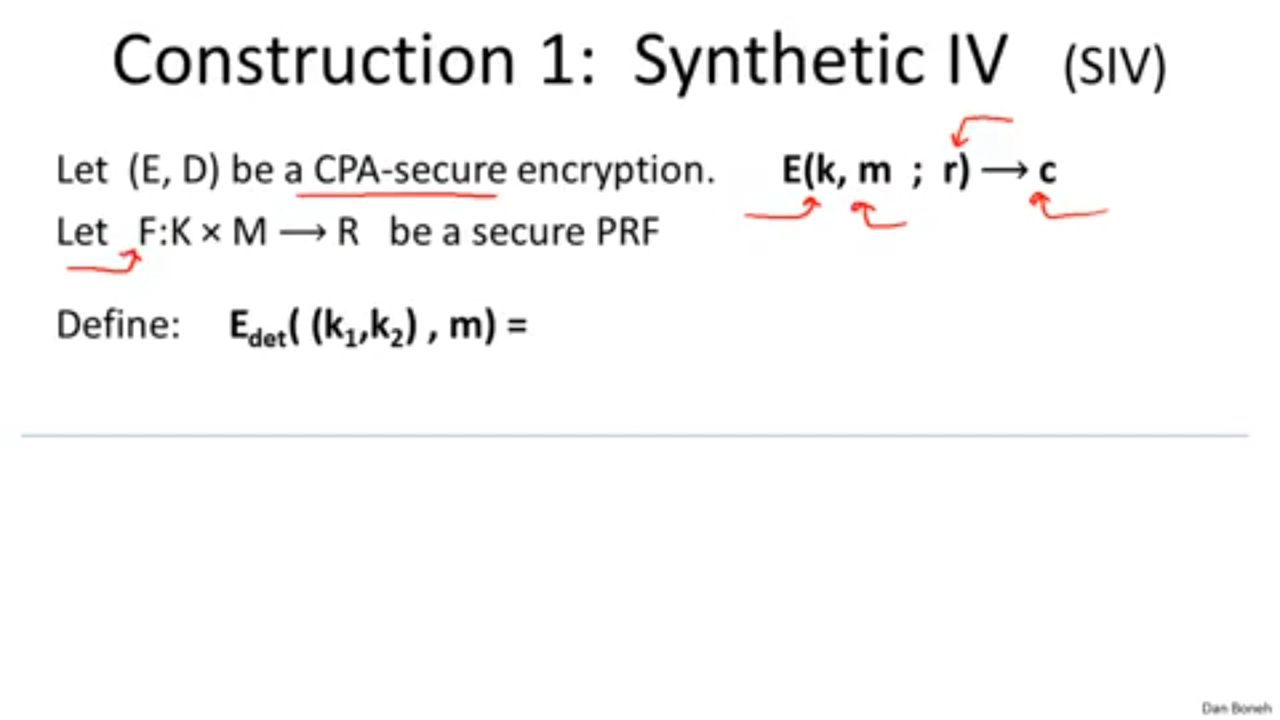 Construction 1: Synthetic IV (SIV)
Let (E, D) be a CPA-secure encryption. E(k, m ; r) ⟶ c
Let F:K × M ⟶ R be a secure PRF
Define: E_det( (k₁,k₂) , m) =
Dan Boneh